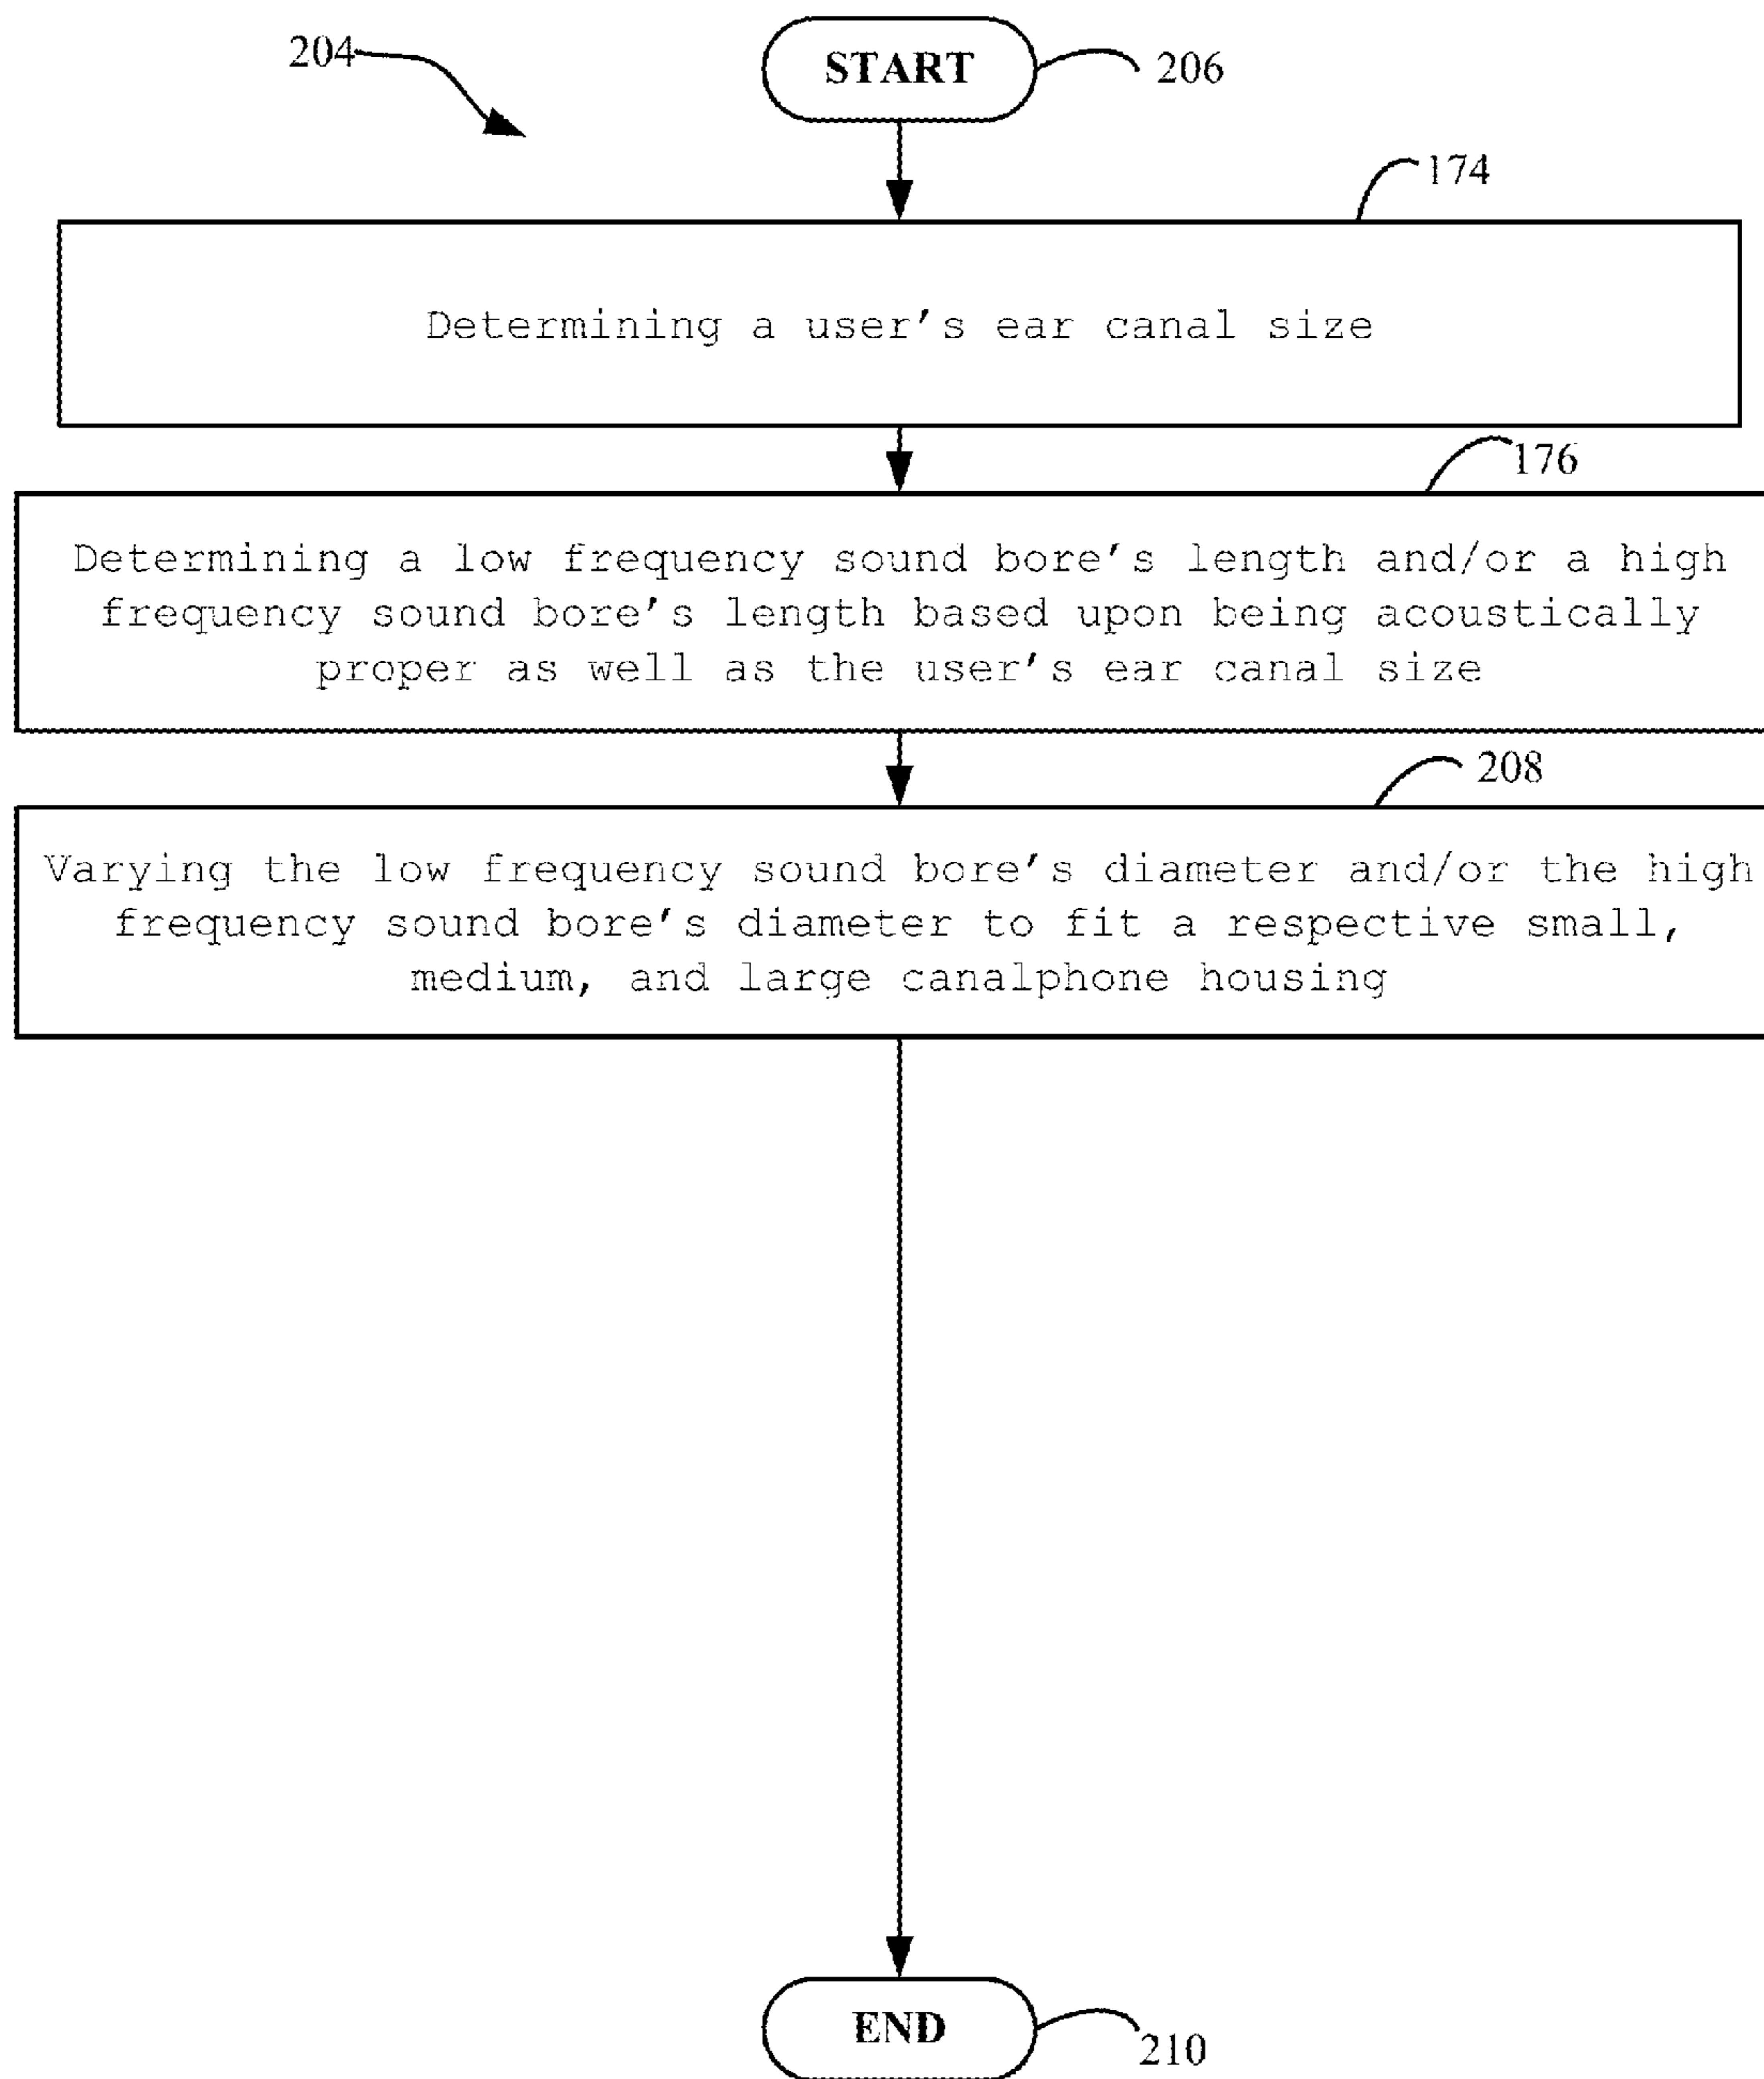 204
START
206
174
Determining a user's ear canal size
176
Determining a low frequency sound bore's length and/or a high
frequency sound bore's length based upon being acoustically
proper as well as the user's ear canal size
208
Varying the low frequency sound bore's diameter and/or the high
frequency sound bore's diameter to fit a respective small,
medium, and large canalphone housing
END
210